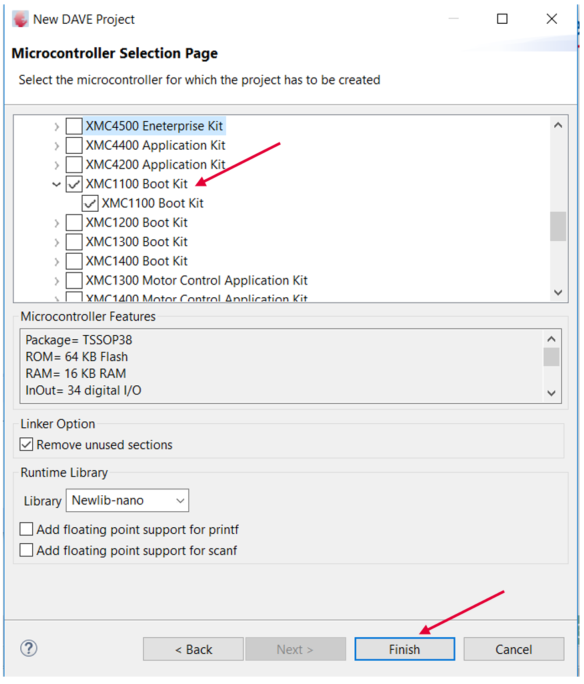 New DAVE Project
Microcontroller Selection Page
Select the microcontroller for which the project has to be created
XMC4500 Eneterprise Kit
XMC4400 Application Kit
XMC4200 Application Kit
XMC1100 Boot Kit
XMC1100 Boot Kit
XMC1200 Boot Kit
XMC1300 Boot Kit
XMC1400 Boot Kit
XMC1300 Motor Control Application Kit
XMC1400 Motor Control Application Kit
Microcontroller Features
Package= TSSOP38
ROM= 64 KB Flash
RAM= 16 KB RAM
InOut= 34 digital I/O
Linker Option
Remove unused sections
Runtime Library
Library Newlib-nano
Add floating point support for printf
Add floating point support for scanf
? < Back Next > Finish Cancel